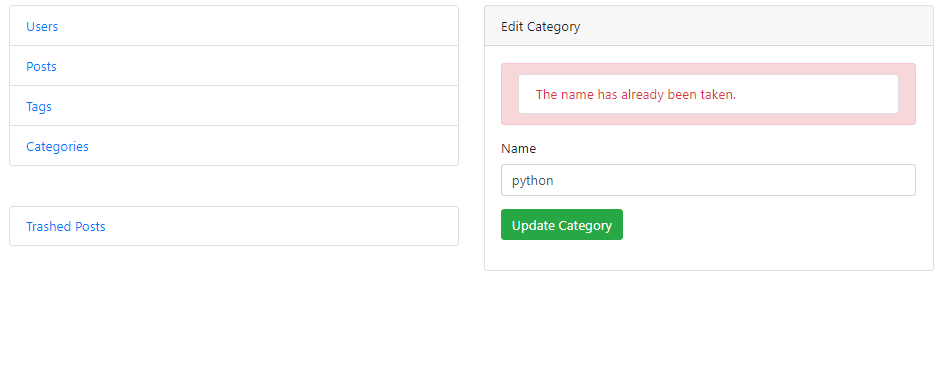 Users
Posts
Tags
Categories
Trashed Posts
Edit Category
The name has already been taken.
Name
python
Update Category